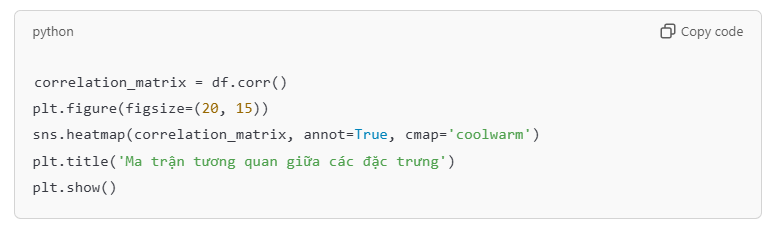 python
Copy code
correlation_matrix = df.corr()
plt.figure(figsize=(20, 15))
sns.heatmap(correlation_matrix, annot=True, cmap='coolwarm')
plt.title('Ma trận tương quan giữa các đặc trưng')
plt.show()